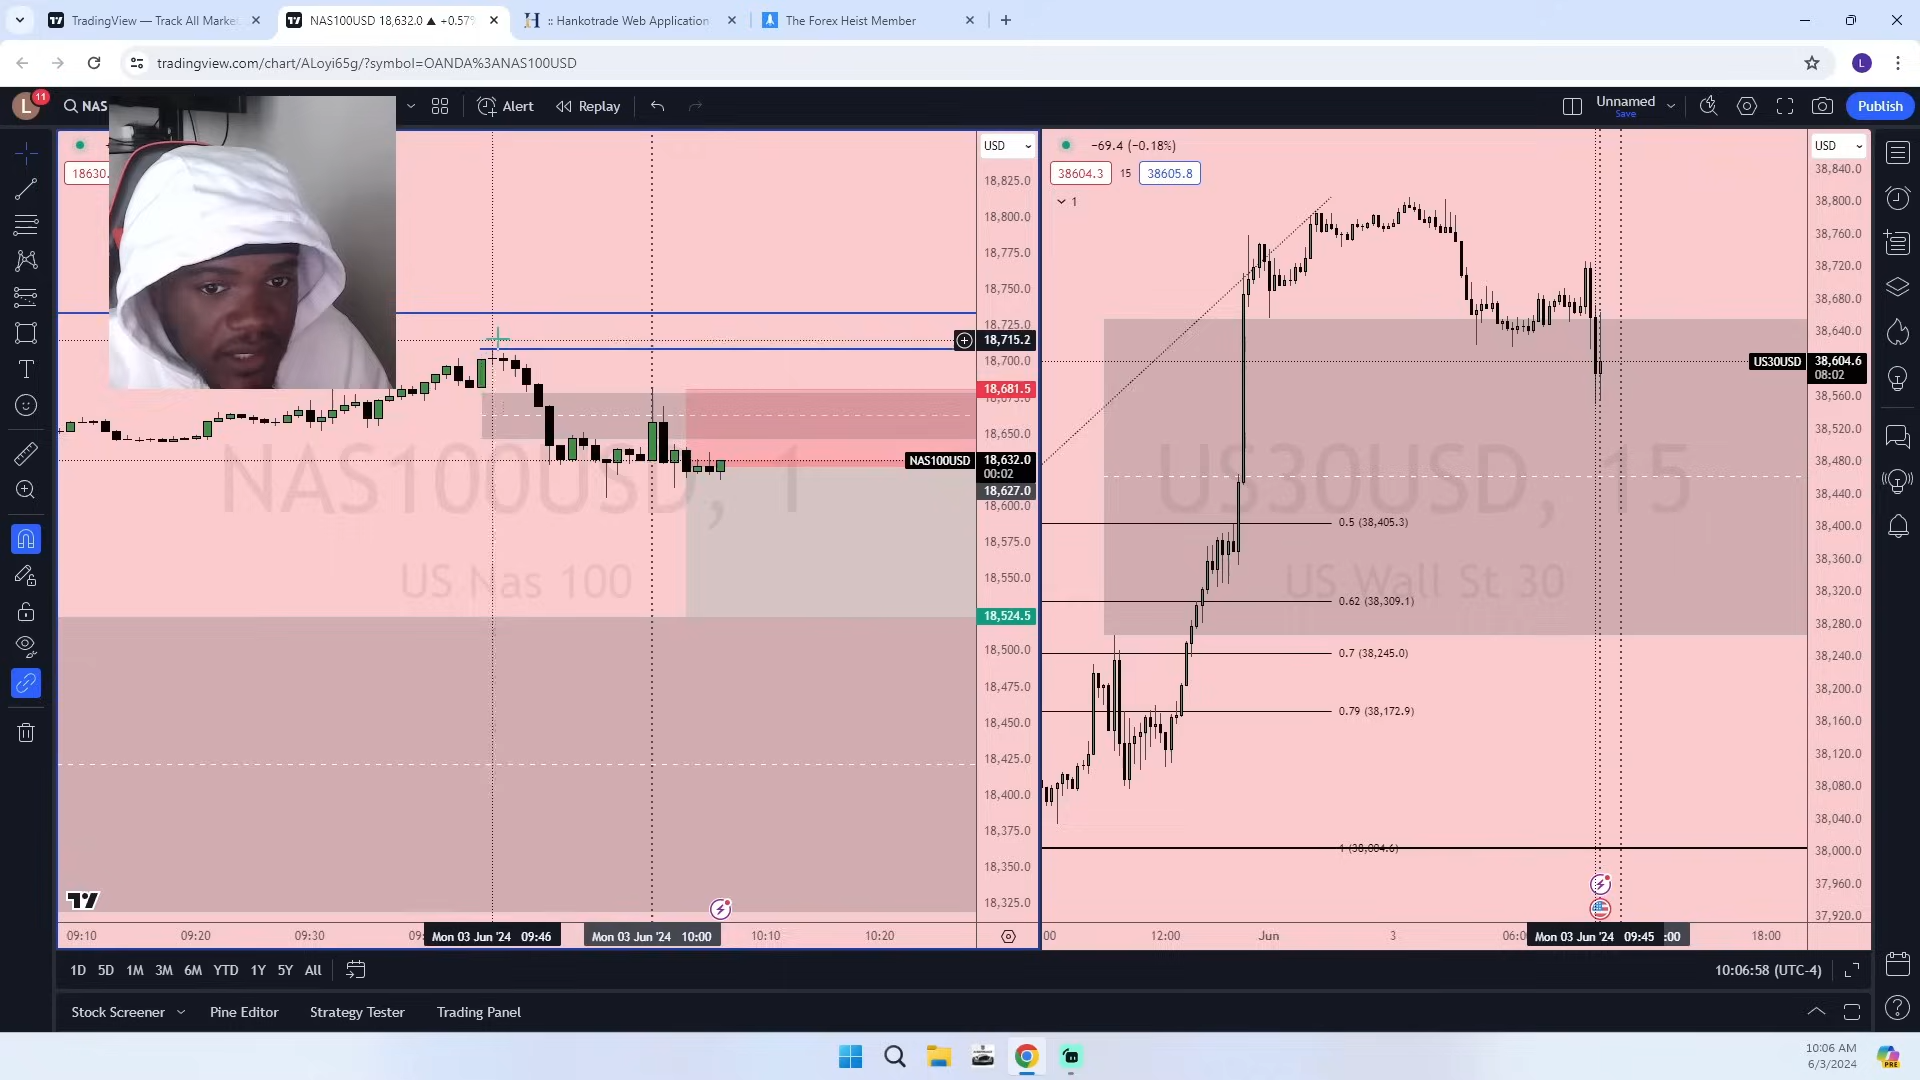 TradingView — Track All Marke
NAS100USD 18,632.0 ▲ +0.57%
:: Hankotrade Web Application
The Forex Heist Member
tradingview.com/chart/ALoyi65g/?symbol=OANDA%3ANAS100USD
L
L
11
NAS
Alert
Replay
Unnamed
Save
Publish
18630.
USD
18,825.0
18,800.0
18,775.0
18,750.0
18,725.0
18,715.2
18,700.0
18,681.5
18,650.0
NAS100USD
18,632.0
00:02
18,627.0
18,600.0
18,575.0
18,550.0
18,524.5
18,500.0
18,475.0
18,450.0
18,425.0
18,400.0
18,375.0
18,350.0
18,325.0
NAS100USD, 1
US Nas 100
09:10
09:20
09:30
Mon 03 Jun '24 09:46
Mon 03 Jun '24 10:00
10:10
10:20
−69.4 (−0.18%)
38604.3
15
38605.8
1
USD
38,840.0
38,800.0
38,760.0
38,720.0
38,680.0
38,640.0
US30USD
38,604.6
08:02
38,560.0
38,520.0
38,480.0
38,440.0
38,400.0
38,360.0
38,320.0
38,280.0
38,240.0
38,200.0
38,160.0
38,120.0
38,080.0
38,040.0
38,000.0
37,960.0
37,920.0
US30USD, 15
US Wall St 30
0.5 (38,405.3)
0.62 (38,309.1)
0.7 (38,245.0)
0.79 (38,172.9)
1 (38,004.6)
:00
12:00
Jun
3
06:0
Mon 03 Jun '24 09:45
:00
18:00
1D 5D 1M 3M 6M YTD 1Y 5Y All
10:06:58 (UTC-4)
Stock Screener
Pine Editor
Strategy Tester
Trading Panel
10:06 AM
6/3/2024
PRE